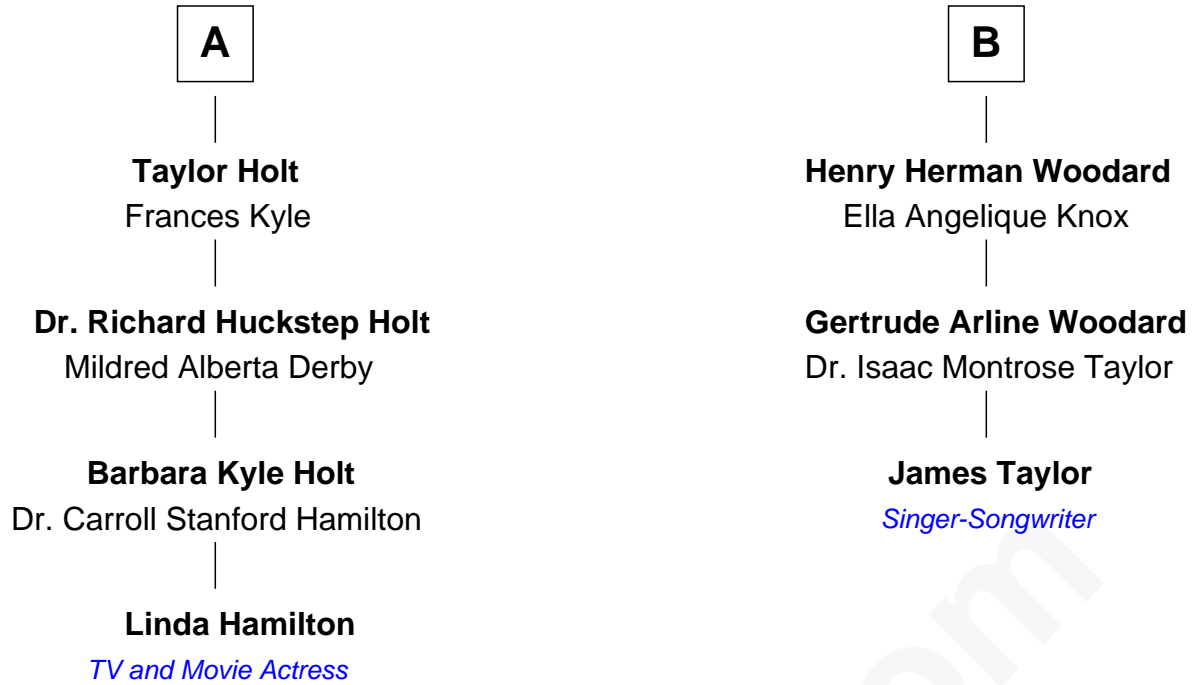 A
Taylor Holt
Frances Kyle
Dr. Richard Huckstep Holt
Mildred Alberta Derby
Barbara Kyle Holt
Dr. Carroll Stanford Hamilton
Linda Hamilton
TV and Movie Actress
B
Henry Herman Woodard
Ella Angelique Knox
Gertrude Arline Woodard
Dr. Isaac Montrose Taylor
James Taylor
Singer-Songwriter
om